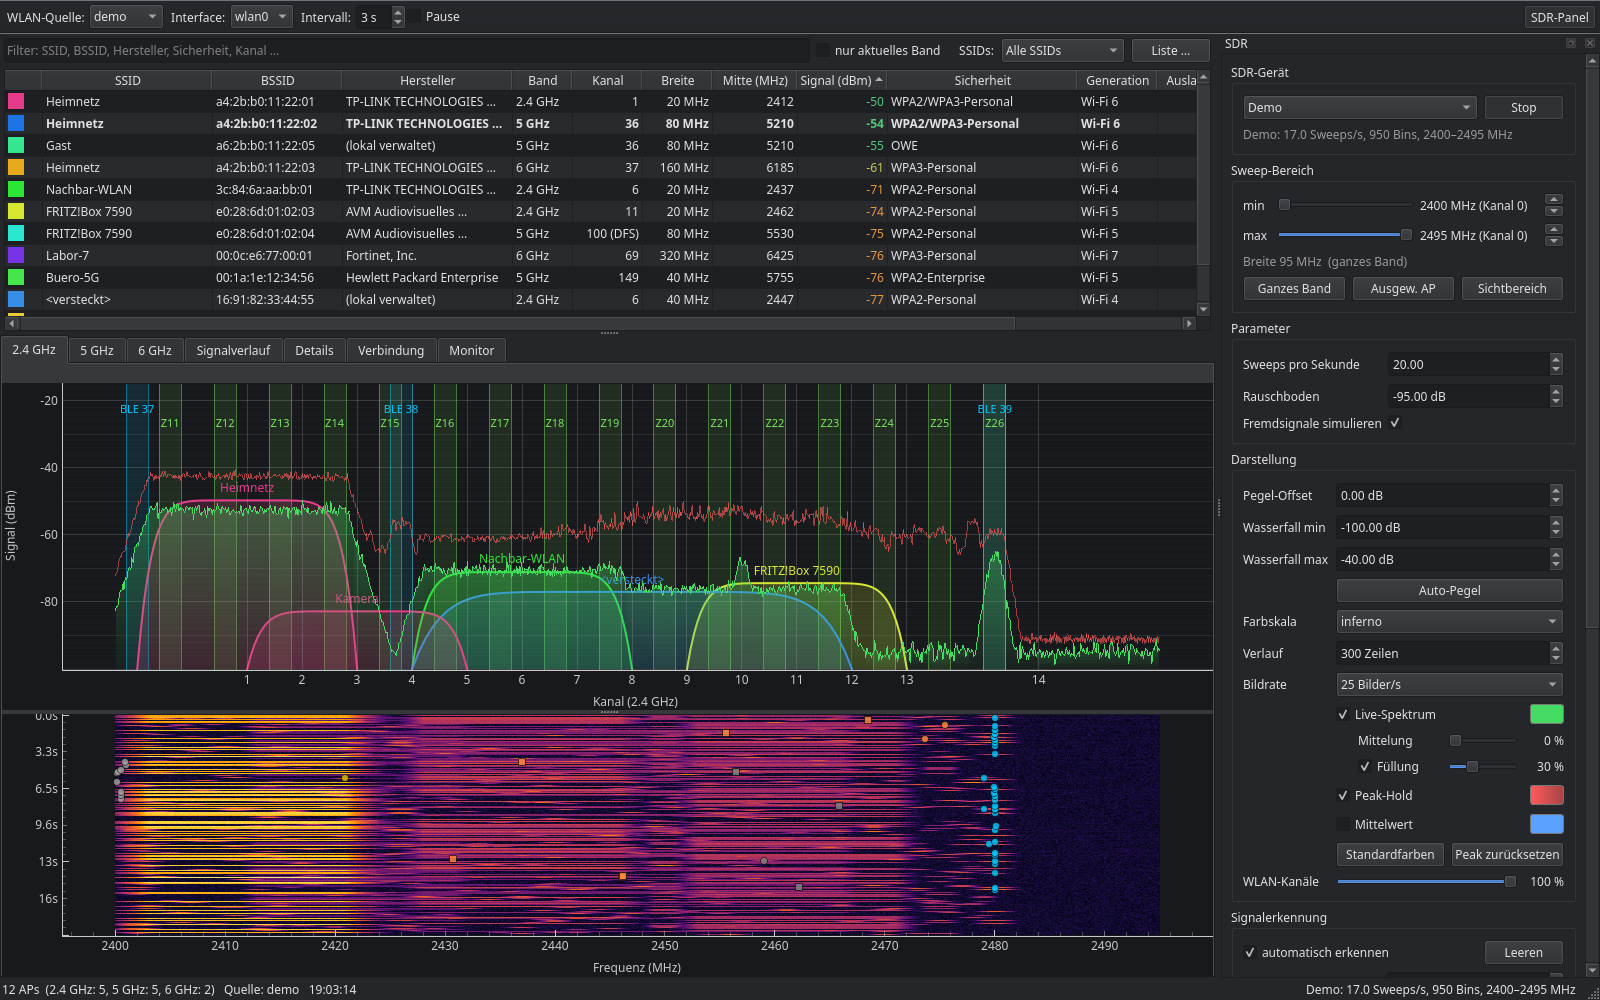 WLAN-Quelle: demo Interface: wlan0 Intervall: 3 s Pause SDR-Panel
Filter: SSID, BSSID, Hersteller, Sicherheit, Kanal ... nur aktuelles Band SSIDs: Alle SSIDs Liste ...
SSID BSSID Hersteller Band Kanal Breite Mitte (MHz) Signal (dBm) Sicherheit Generation Ausla
Heimnetz a4:2b:b0:11:22:01 TP-LINK TECHNOLOGIES ... 2.4 GHz 1 20 MHz 2412 -50 WPA2/WPA3-Personal Wi-Fi 6
Heimnetz a4:2b:b0:11:22:02 TP-LINK TECHNOLOGIES ... 5 GHz 36 80 MHz 5210 -54 WPA2/WPA3-Personal Wi-Fi 6
Gast a6:2b:b0:11:22:05 (lokal verwaltet) 5 GHz 36 80 MHz 5210 -55 OWE Wi-Fi 6
Heimnetz a4:2b:b0:11:22:03 TP-LINK TECHNOLOGIES ... 6 GHz 37 160 MHz 6185 -61 WPA3-Personal Wi-Fi 6
Nachbar-WLAN 3c:84:6a:aa:bb:01 TP-LINK TECHNOLOGIES ... 2.4 GHz 6 20 MHz 2437 -71 WPA2-Personal Wi-Fi 4
FRITZ!Box 7590 e0:28:6d:01:02:03 AVM Audiovisuelles ... 2.4 GHz 11 20 MHz 2462 -74 WPA2-Personal Wi-Fi 5
FRITZ!Box 7590 e0:28:6d:01:02:04 AVM Audiovisuelles ... 5 GHz 100 (DFS) 80 MHz 5530 -75 WPA2-Personal Wi-Fi 5
Labor-7 00:0c:e6:77:00:01 Fortinet, Inc. 6 GHz 69 320 MHz 6425 -76 WPA3-Personal Wi-Fi 7
Buero-5G 00:1a:1e:12:34:56 Hewlett Packard Enterprise 5 GHz 149 40 MHz 5755 -76 WPA2-Enterprise Wi-Fi 5
<versteckt> 16:91:82:33:44:55 (lokal verwaltet) 2.4 GHz 6 40 MHz 2447 -77 WPA2-Personal Wi-Fi 4
2.4 GHz 5 GHz 6 GHz Signalverlauf Details Verbindung Monitor
Signal (dBm)
-20
-40
-60
-80
BLE 37 BLE 38 BLE 39
Z11 Z12 Z13 Z14 Z15 Z16 Z17 Z18 Z19 Z20 Z21 Z22 Z23 Z24 Z25 Z26
Heimnetz
Nachbar-WLAN
FRITZ!Box 7590
<versteckt>
Kamera
1 2 3 4 5 6 7 8 9 10 11 12 13 14
Kanal (2.4 GHz)
0.0s
3.3s
6.5s
9.6s
13s
16s
2400 2410 2420 2430 2440 2450 2460 2470 2480 2490
Frequenz (MHz)
12 APs (2.4 GHz: 5, 5 GHz: 5, 6 GHz: 2) Quelle: demo 19:03:14
SDR
SDR-Gerät
Demo Stop
Demo: 17.0 Sweeps/s, 950 Bins, 2400–2495 MHz
Sweep-Bereich
min 2400 MHz (Kanal 0)
max 2495 MHz (Kanal 0)
Breite 95 MHz (ganzes Band)
Ganzes Band Ausgew. AP Sichtbereich
Parameter
Sweeps pro Sekunde 20.00
Rauschboden -95.00 dB
Fremdsignale simulieren
Darstellung
Pegel-Offset 0.00 dB
Wasserfall min -100.00 dB
Wasserfall max -40.00 dB
Auto-Pegel
Farbskala inferno
Verlauf 300 Zeilen
Bildrate 25 Bilder/s
Live-Spektrum
Mittelung 0 %
Füllung 30 %
Peak-Hold
Mittelwert
Standardfarben Peak zurücksetzen
WLAN-Kanäle 100 %
Signalerkennung
automatisch erkennen Leeren
Demo: 17.0 Sweeps/s, 950 Bins, 2400–2495 MHz